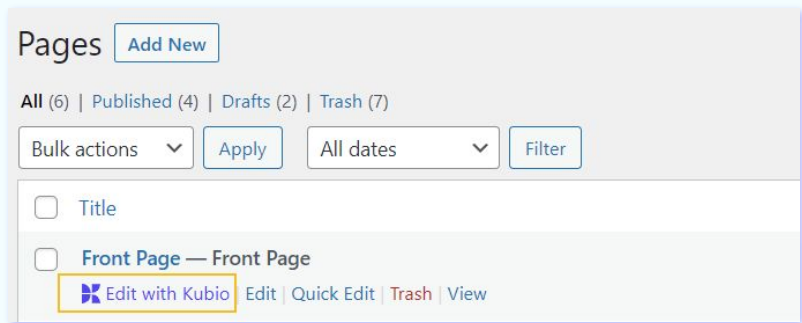 Pages Add New
All (6) | Published (4) | Drafts (2) | Trash (7)
Bulk actions Apply All dates Filter
Title
Front Page — Front Page
Edit with Kubio Edit | Quick Edit | Trash | View